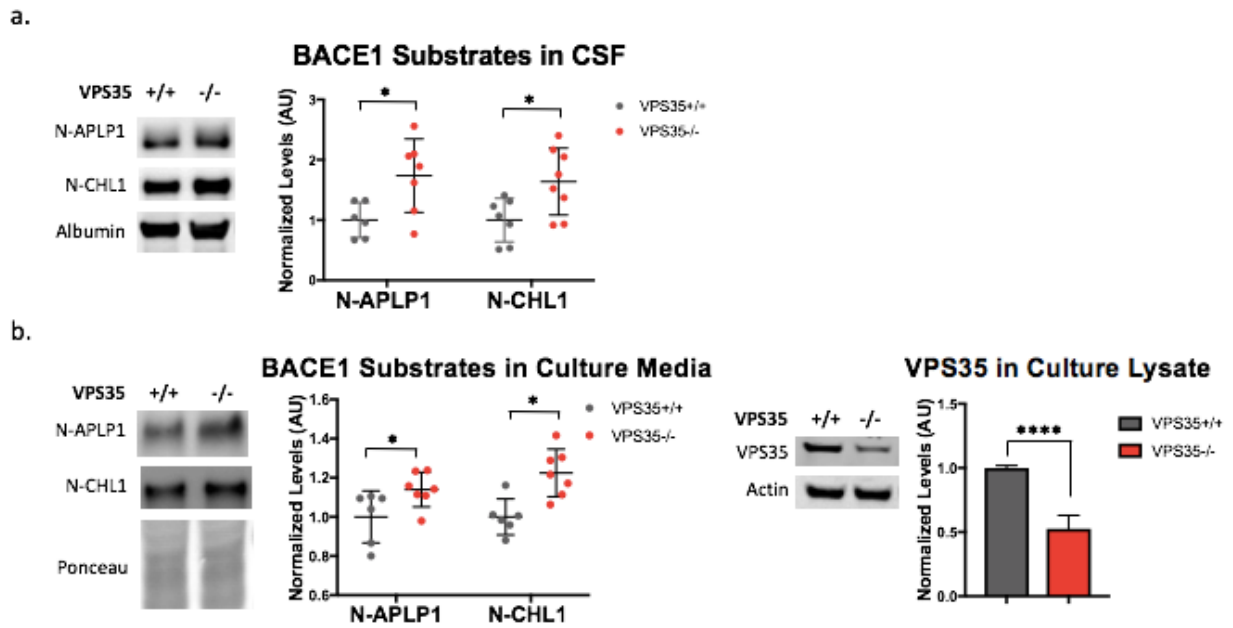 a.
BACE1 Substrates in CSF
VPS35 +/+ -/-
N-APLP1
N-CHL1
Albumin
Normalized Levels (AU)
3
2
1
0
*
*
N-APLP1 N-CHL1
VPS35+/+
VPS35-/-
b.
BACE1 Substrates in Culture Media
VPS35 +/+ -/-
N-APLP1
N-CHL1
Ponceau
Normalized Levels (AU)
1.6
1.4
1.2
1.0
0.8
0.6
*
*
N-APLP1 N-CHL1
VPS35+/+
VPS35-/-
VPS35 in Culture Lysate
VPS35 +/+ -/-
VPS35
Actin
Normalized Levels (AU)
1.5
1.0
0.5
0.0
****
VPS35+/+
VPS35-/-